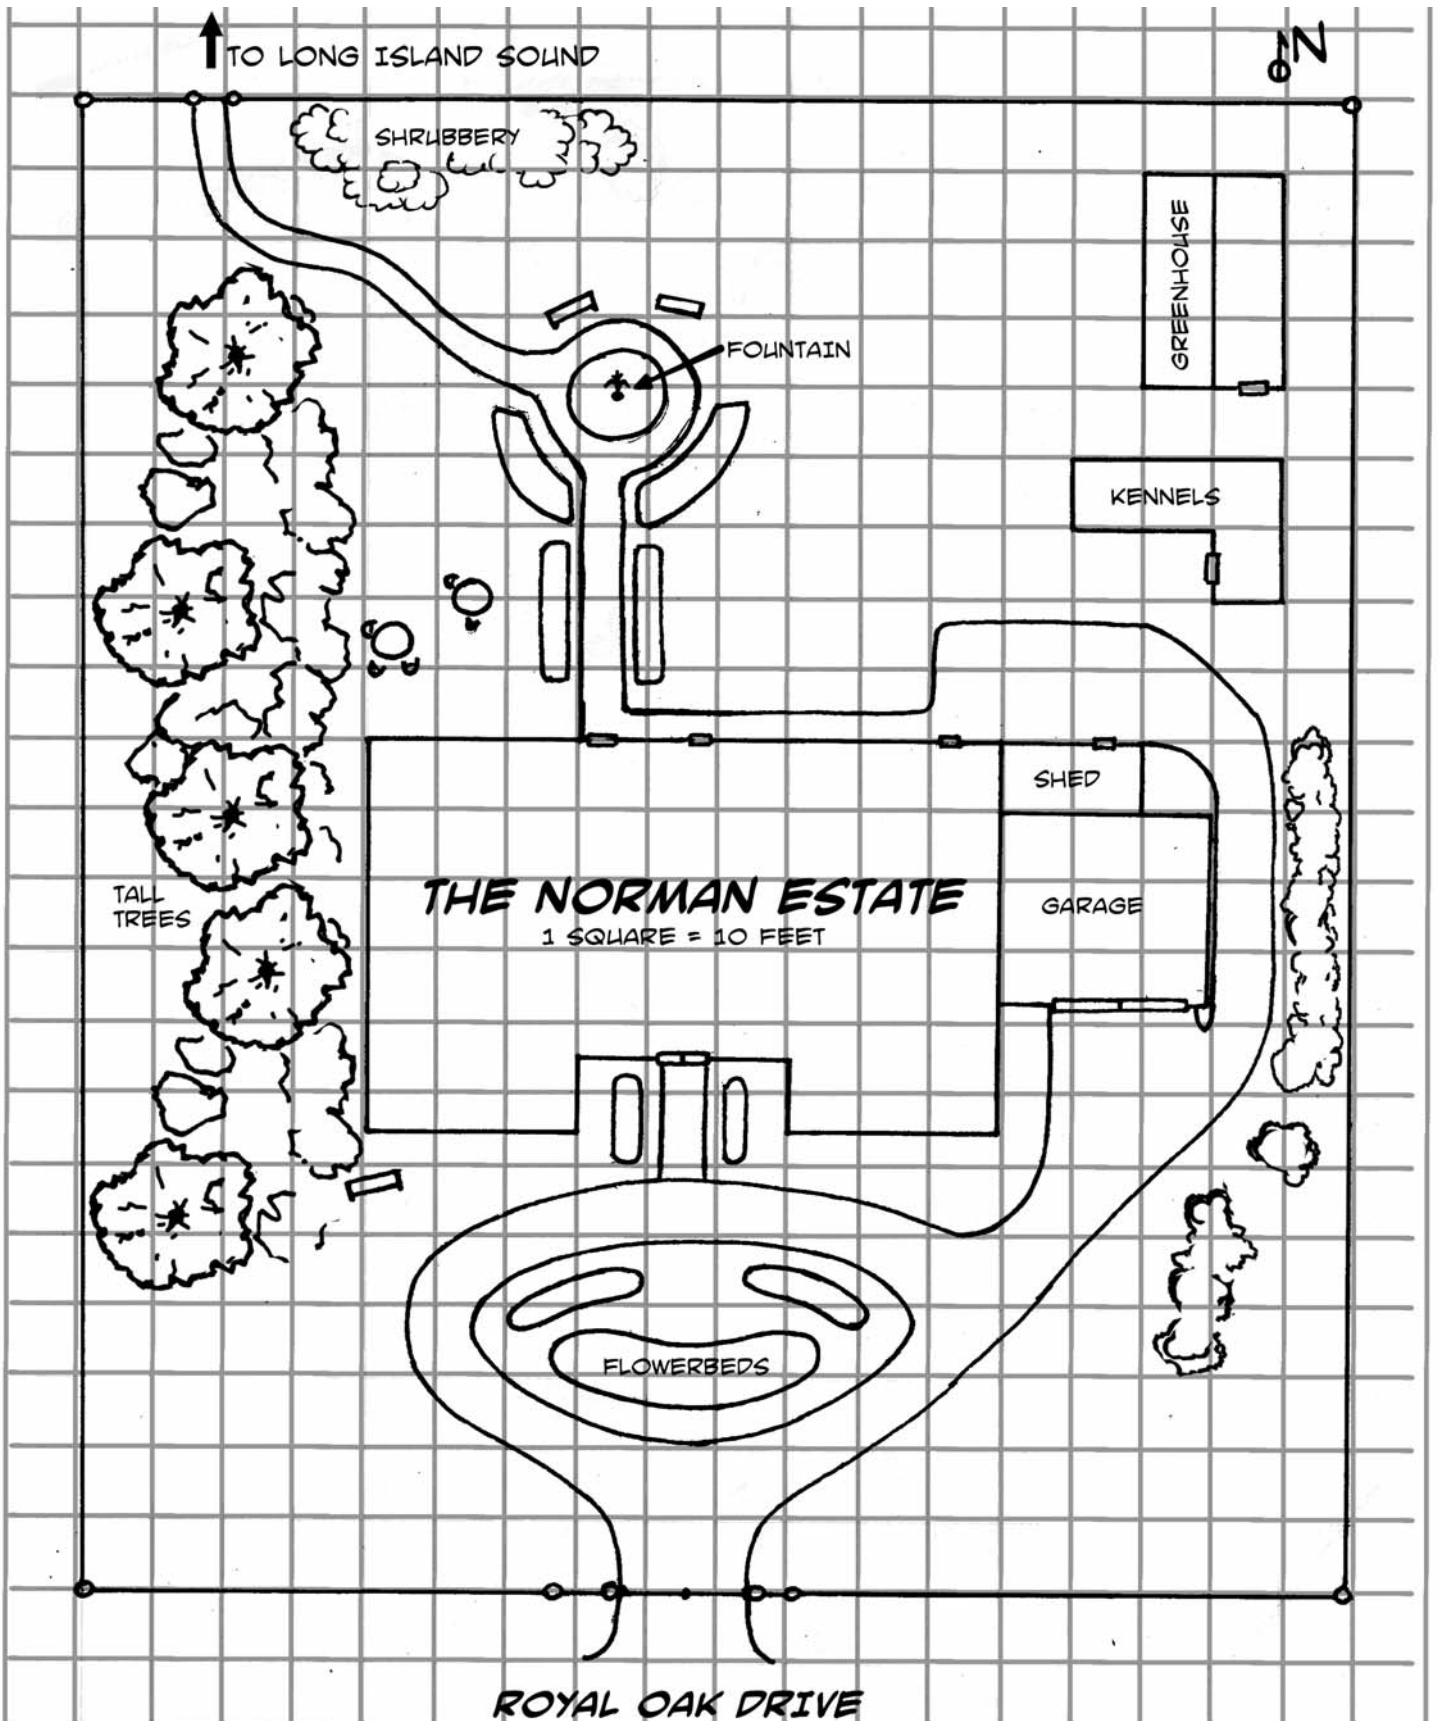 TO LONG ISLAND SOUND
N
SHRUBBERY
GREENHOUSE
FOUNTAIN
KENNELS
SHED
TALL
TREES
THE NORMAN ESTATE
1 SQUARE = 10 FEET
GARAGE
FLOWERBEDS
ROYAL OAK DRIVE